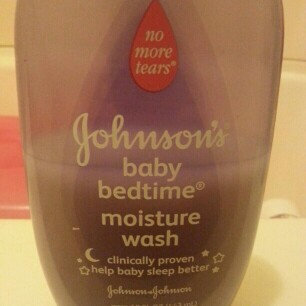 no
more
tears®
Johnson's
baby
bedtime®
moisture
wash
clinically proven
help baby sleep better
Johnson & Johnson